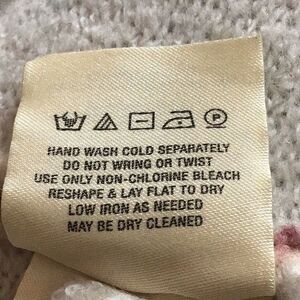 HAND WASH COLD SEPARATELY
DO NOT WRING OR TWIST
USE ONLY NON-CHLORINE BLEACH
RESHAPE & LAY FLAT TO DRY
LOW IRON AS NEEDED
MAY BE DRY CLEANED